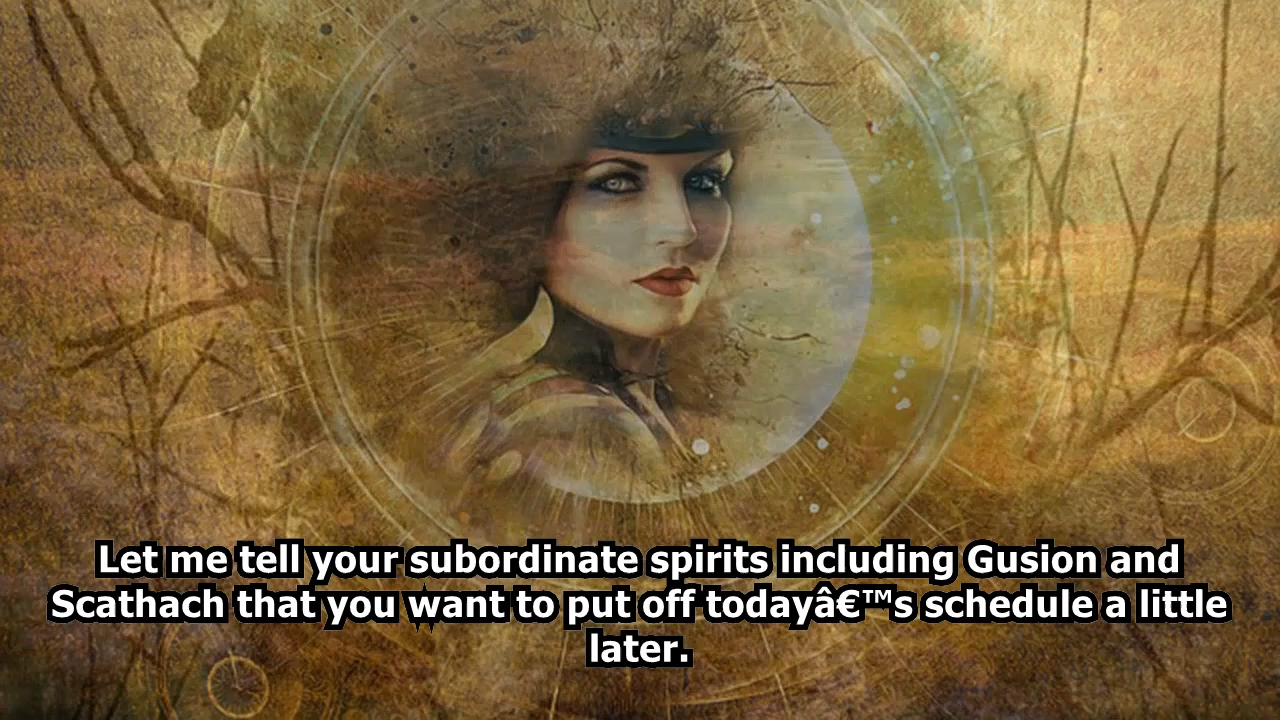 Let me tell your subordinate spirits including Gusion and
Scathach that you want to put off todayâ€™s schedule a little
later.